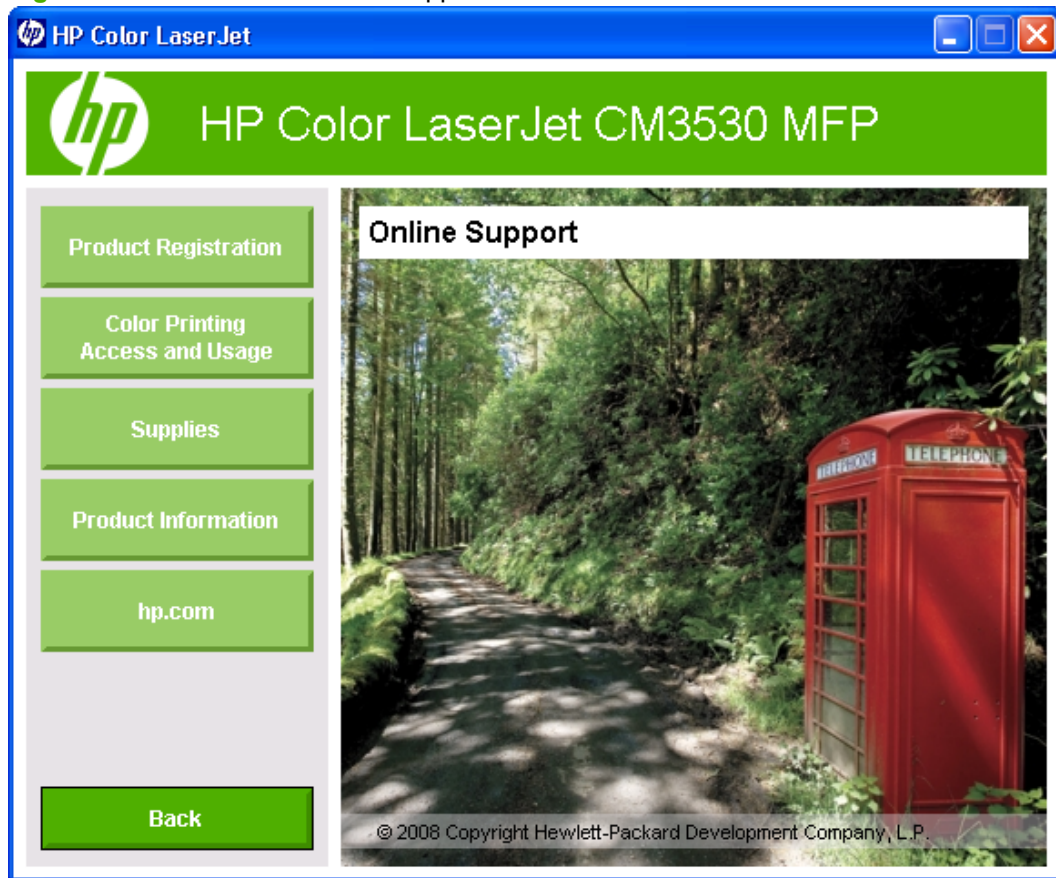 HP Color LaserJet
hp
HP Color LaserJet CM3530 MFP
Product Registration
Color Printing
Access and Usage
Supplies
Product Information
hp.com
Back
Online Support
TELEPHONE
TELEPHONE
© 2008 Copyright Hewlett-Packard Development Company, L.P.